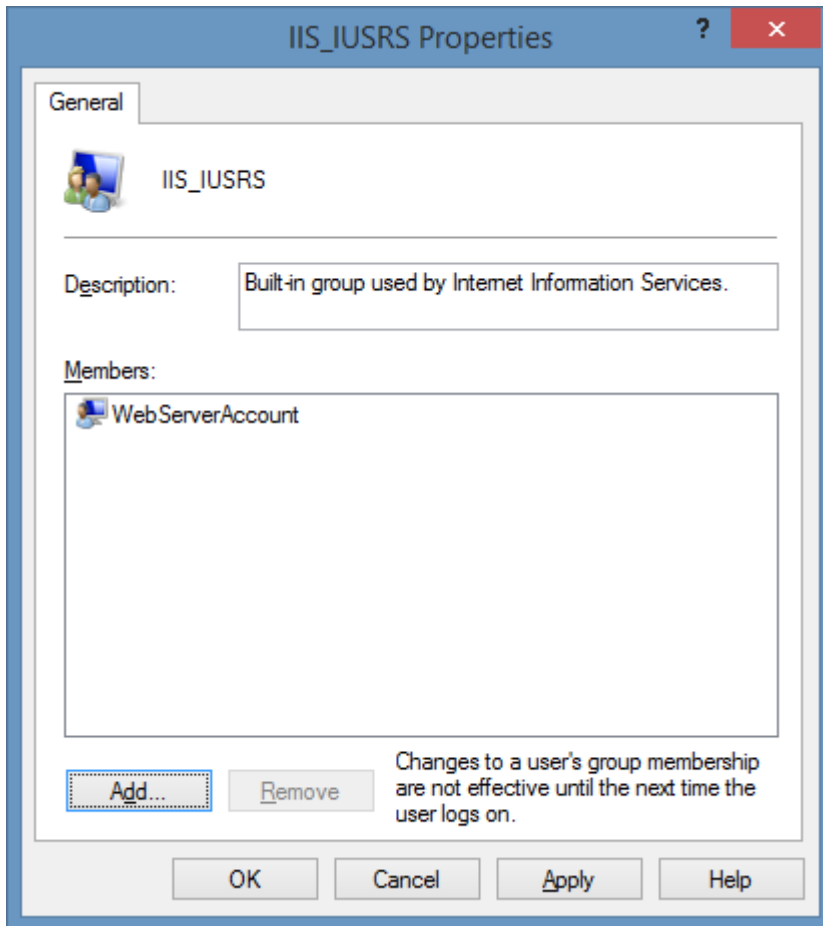 IIS_IUSRS Properties
?
×
General
IIS_IUSRS
Description:
Built-in group used by Internet Information Services.
Members:
WebServerAccount
Add...
Remove
Changes to a user's group membership
are not effective until the next time the
user logs on.
OK
Cancel
Apply
Help